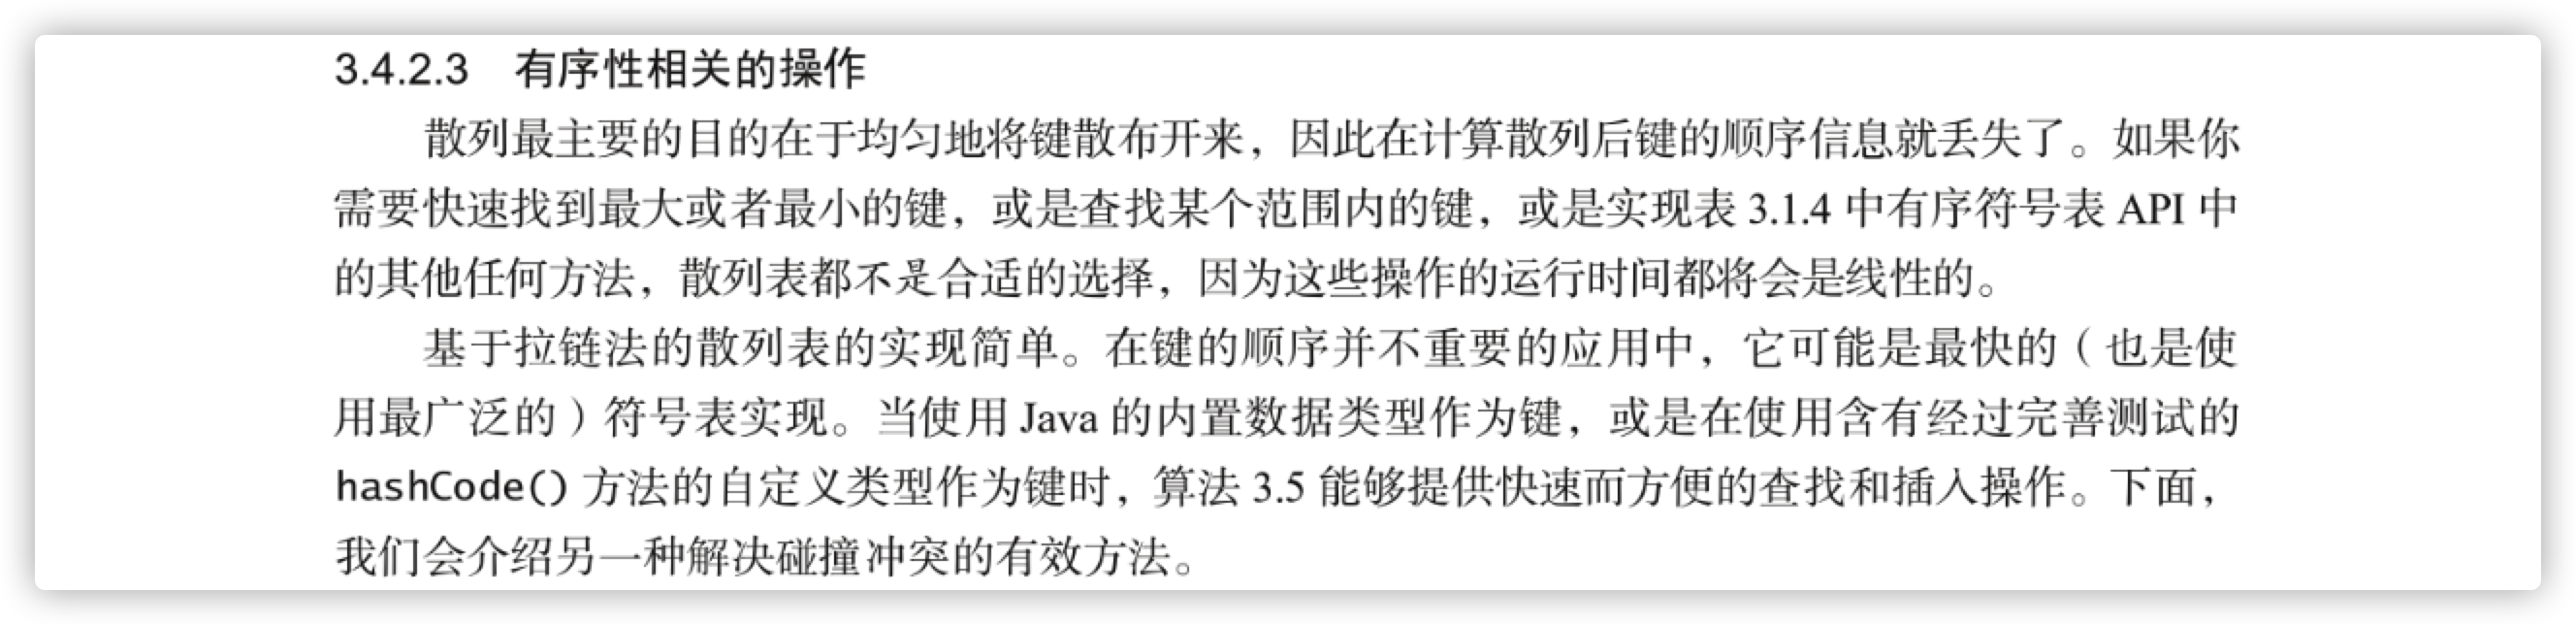 3.4.2.3 有序性相关的操作
散列最主要的目的在于均匀地将键散布开来，因此在计算散列后键的顺序信息就丢失了。如果你
需要快速找到最大或者最小的键，或是查找某个范围内的键，或是实现表 3.1.4 中有序符号表 API 中
的其他任何方法，散列表都不是合适的选择，因为这些操作的运行时间都将会是线性的。
基于拉链法的散列表的实现简单。在键的顺序并不重要的应用中，它可能是最快的（也是使
用最广泛的）符号表实现。当使用 Java 的内置数据类型作为键，或是在使用含有经过完善测试的
hashCode() 方法的自定义类型作为键时，算法 3.5 能够提供快速而方便的查找和插入操作。下面，
我们会介绍另一种解决碰撞冲突的有效方法。